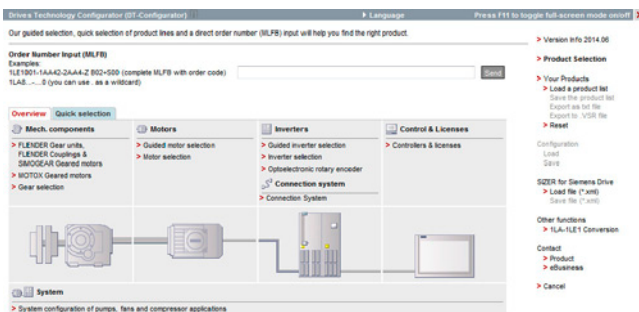 Drives Technology Configurator (DT-Configurator)
Language
Press F11 to toggle full-screen mode on/off
Our guided selection, quick selection of product lines and a direct order number (MLFB) input will help you find the right product.
Order Number Input (MLFB)
Examples:
1LE1001-1AA42-2AA4-Z B02+S00 (complete MLFB with order code)
1LA8...-...0 (you can use . as a wildcard)
Send
Overview
Quick selection
Mech. components
FLENDER Gear units,
FLENDER Couplings &
SIMOGEAR Geared motors
MOTOX Geared motors
Gear selection
Motors
Guided motor selection
Motor selection
Inverters
Guided inverter selection
Inverter selection
Optoelectronic rotary encoder
Connection system
Connection System
Control & Licenses
Controllers & licenses
System
System configuration of pumps, fans and compressor applications
Version Info 2014.06
Product Selection
Your Products
Load a product list
Save the product list
Export as txt file
Export to .VSR file
Reset
Configuration
Load
Save
SIZER for Siemens Drive
Load file (*.xml)
Save file (*.xml)
Other functions
1LA-1LE1 Conversion
Contact
Product
eBusiness
Cancel